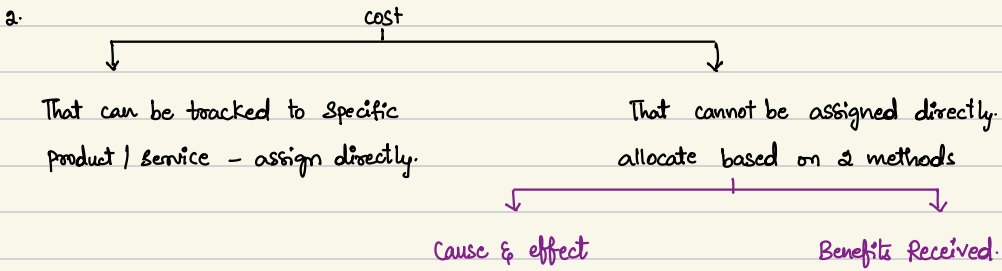 2.
cost
That can be tracked to specific
product / service - assign directly.
That cannot be assigned directly.
allocate based on 2 methods
Cause & effect
Benefits Received.